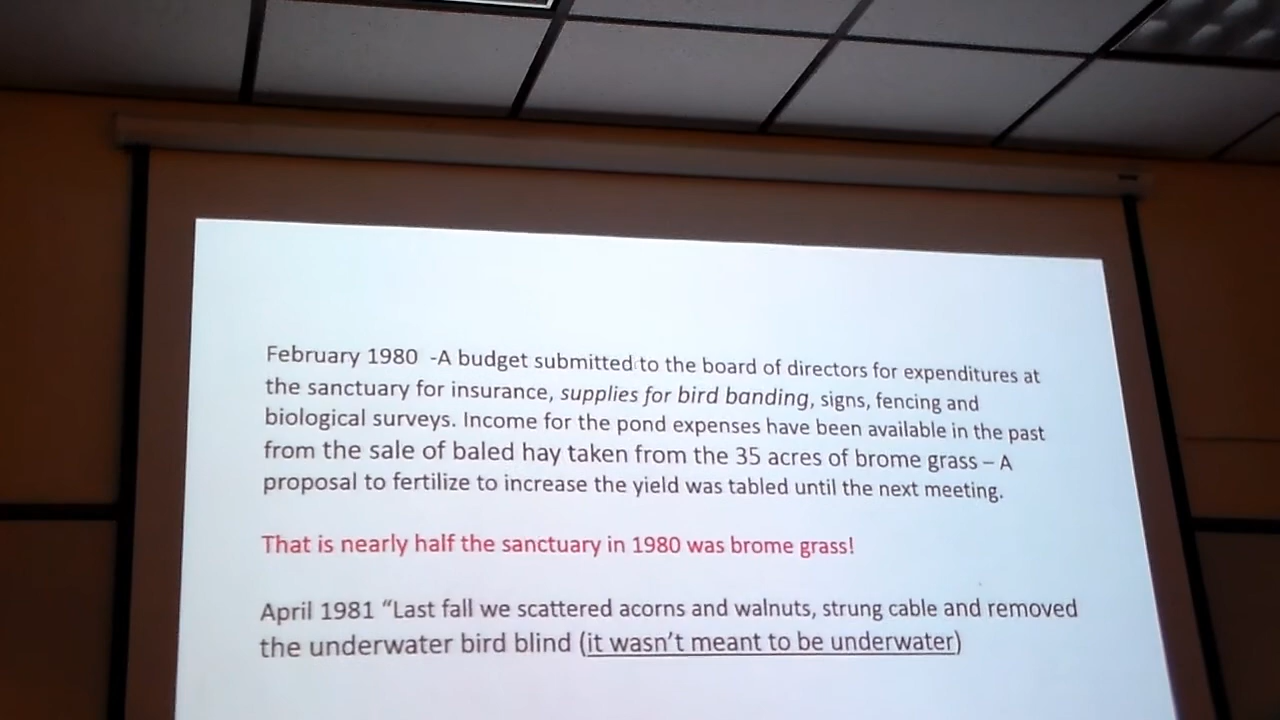 February 1980  -A budget submitted to the board of directors for expenditures at
the sanctuary for insurance, supplies for bird banding, signs, fencing and
biological surveys. Income for the pond expenses have been available in the past
from the sale of baled hay taken from the 35 acres of brome grass – A
proposal to fertilize to increase the yield was tabled until the next meeting.
That is nearly half the sanctuary in 1980 was brome grass!
April 1981 “Last fall we scattered acorns and walnuts, strung cable and removed
the underwater bird blind (it wasn’t meant to be underwater)